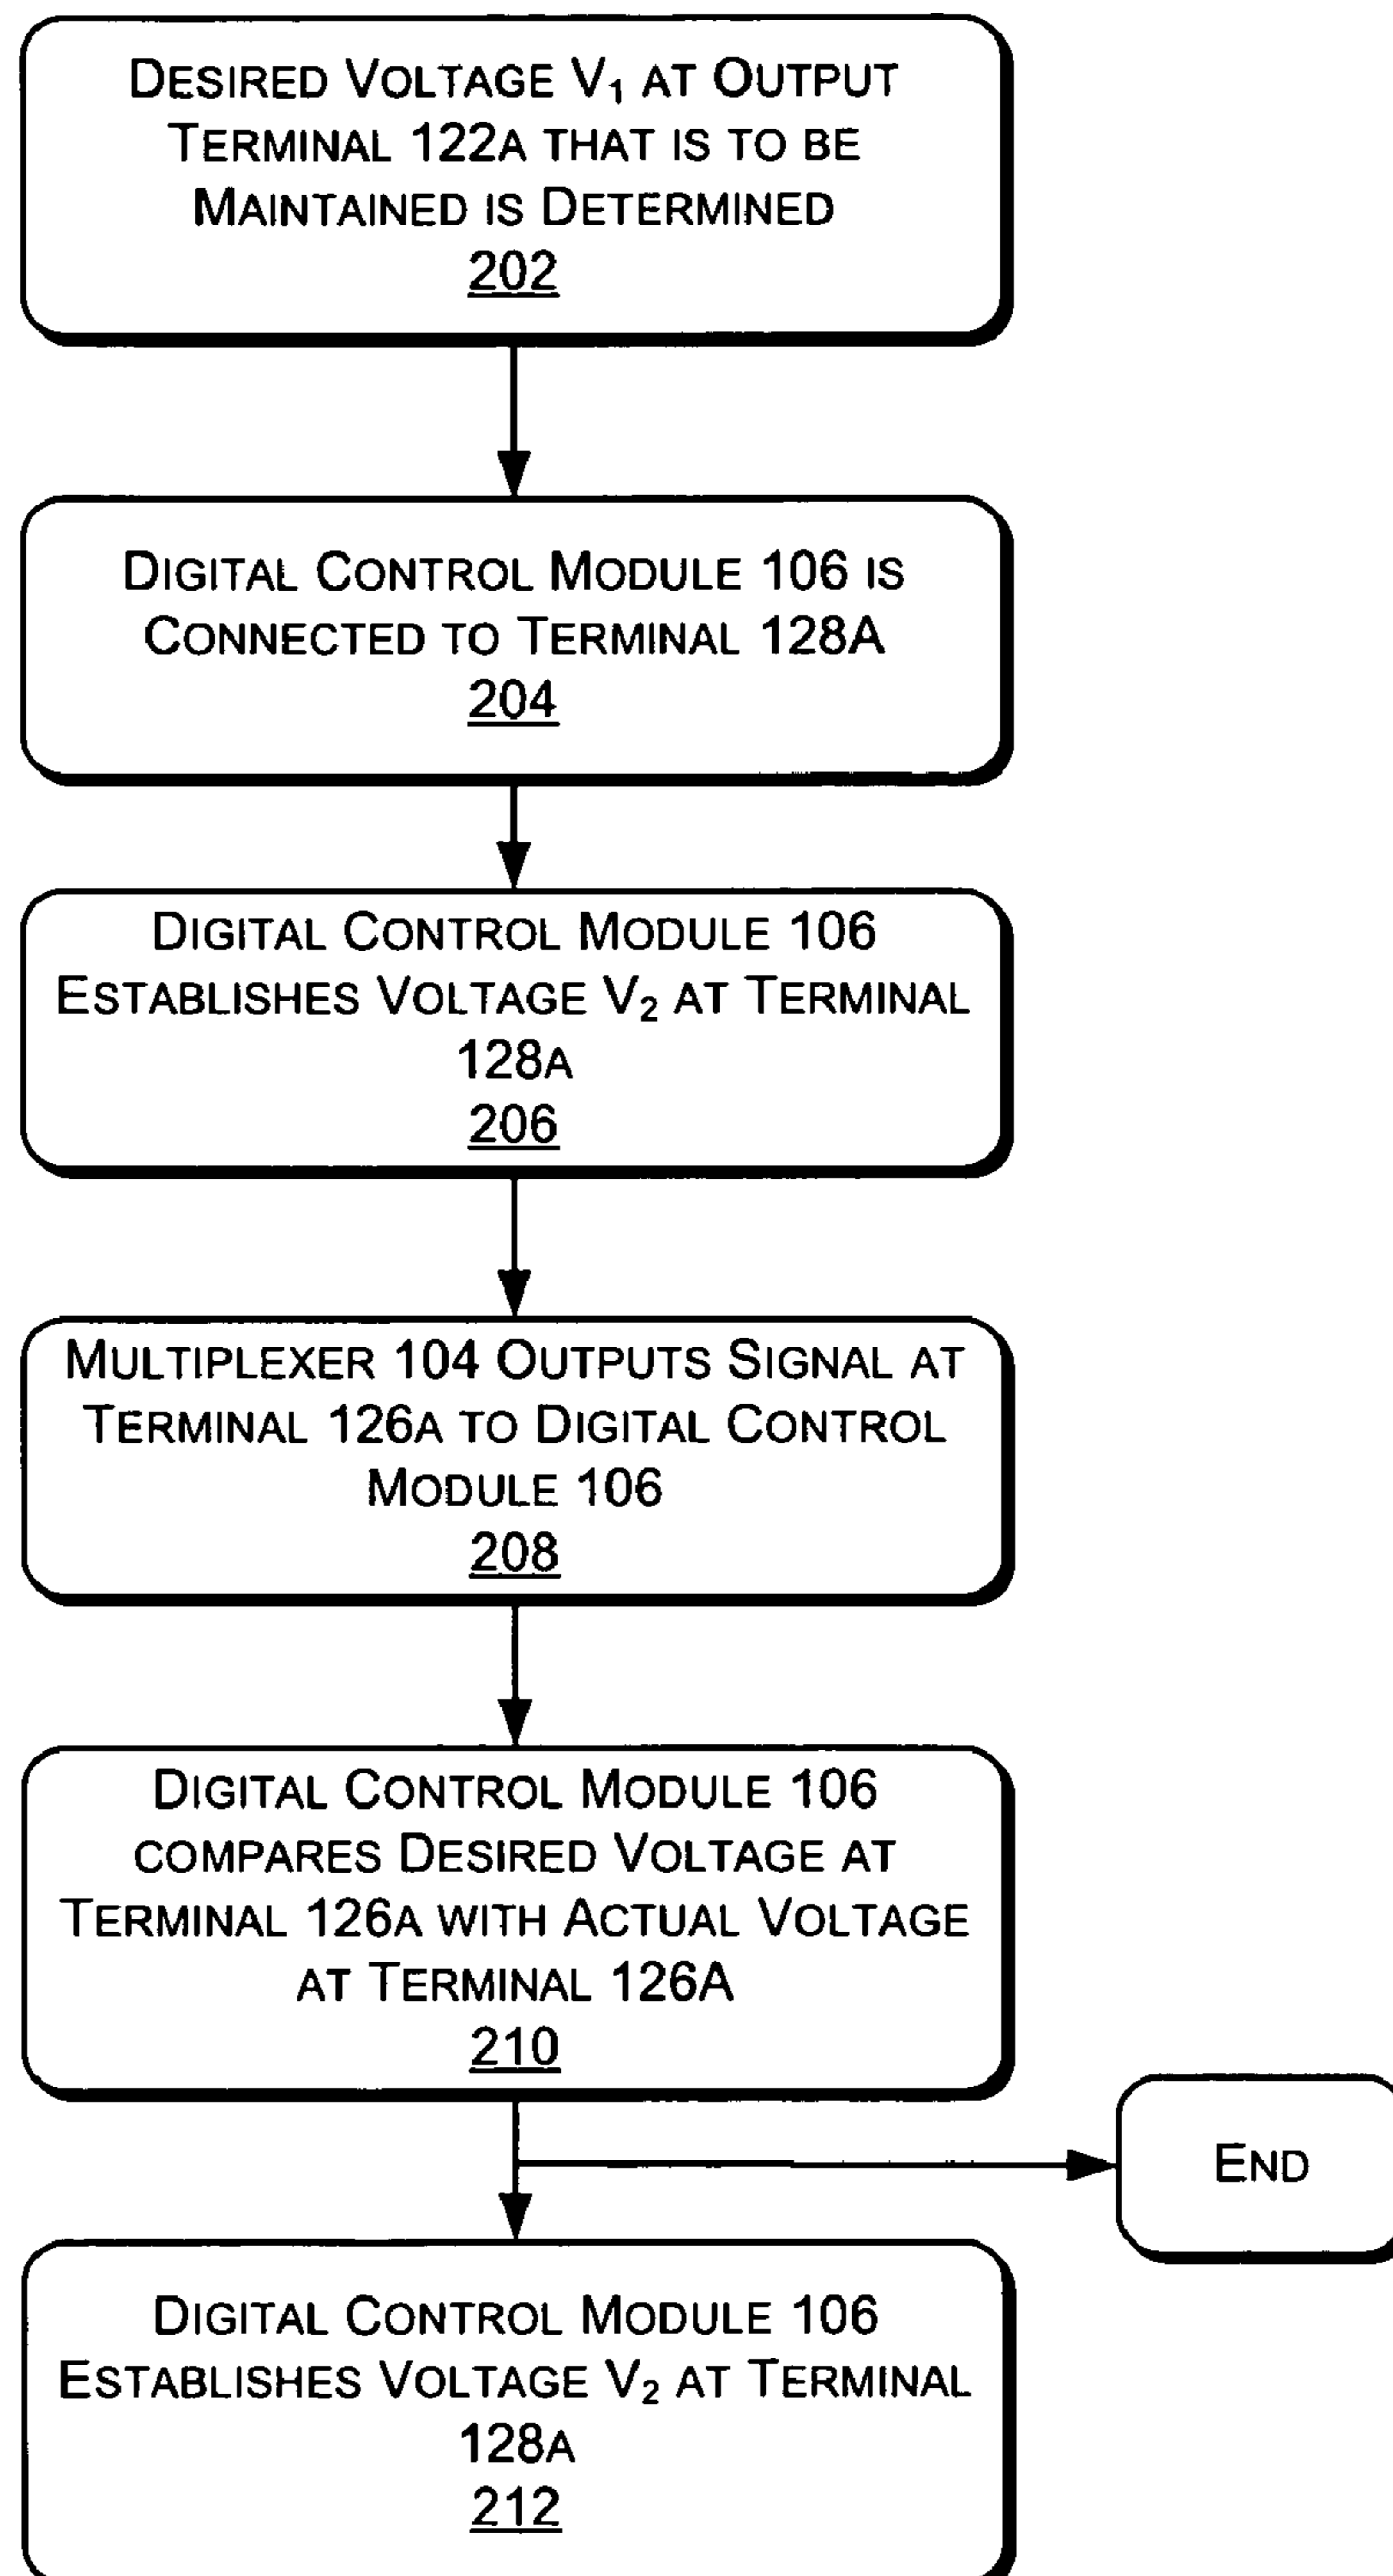 DESIRED VOLTAGE V₁ AT OUTPUT
TERMINAL 122A THAT IS TO BE
MAINTAINED IS DETERMINED
202
DIGITAL CONTROL MODULE 106 IS
CONNECTED TO TERMINAL 128A
204
DIGITAL CONTROL MODULE 106
ESTABLISHES VOLTAGE V₂ AT TERMINAL
128A
206
MULTIPLEXER 104 OUTPUTS SIGNAL AT
TERMINAL 126A TO DIGITAL CONTROL
MODULE 106
208
DIGITAL CONTROL MODULE 106
COMPARES DESIRED VOLTAGE AT
TERMINAL 126A WITH ACTUAL VOLTAGE
AT TERMINAL 126A
210
END
DIGITAL CONTROL MODULE 106
ESTABLISHES VOLTAGE V₂ AT TERMINAL
128A
212